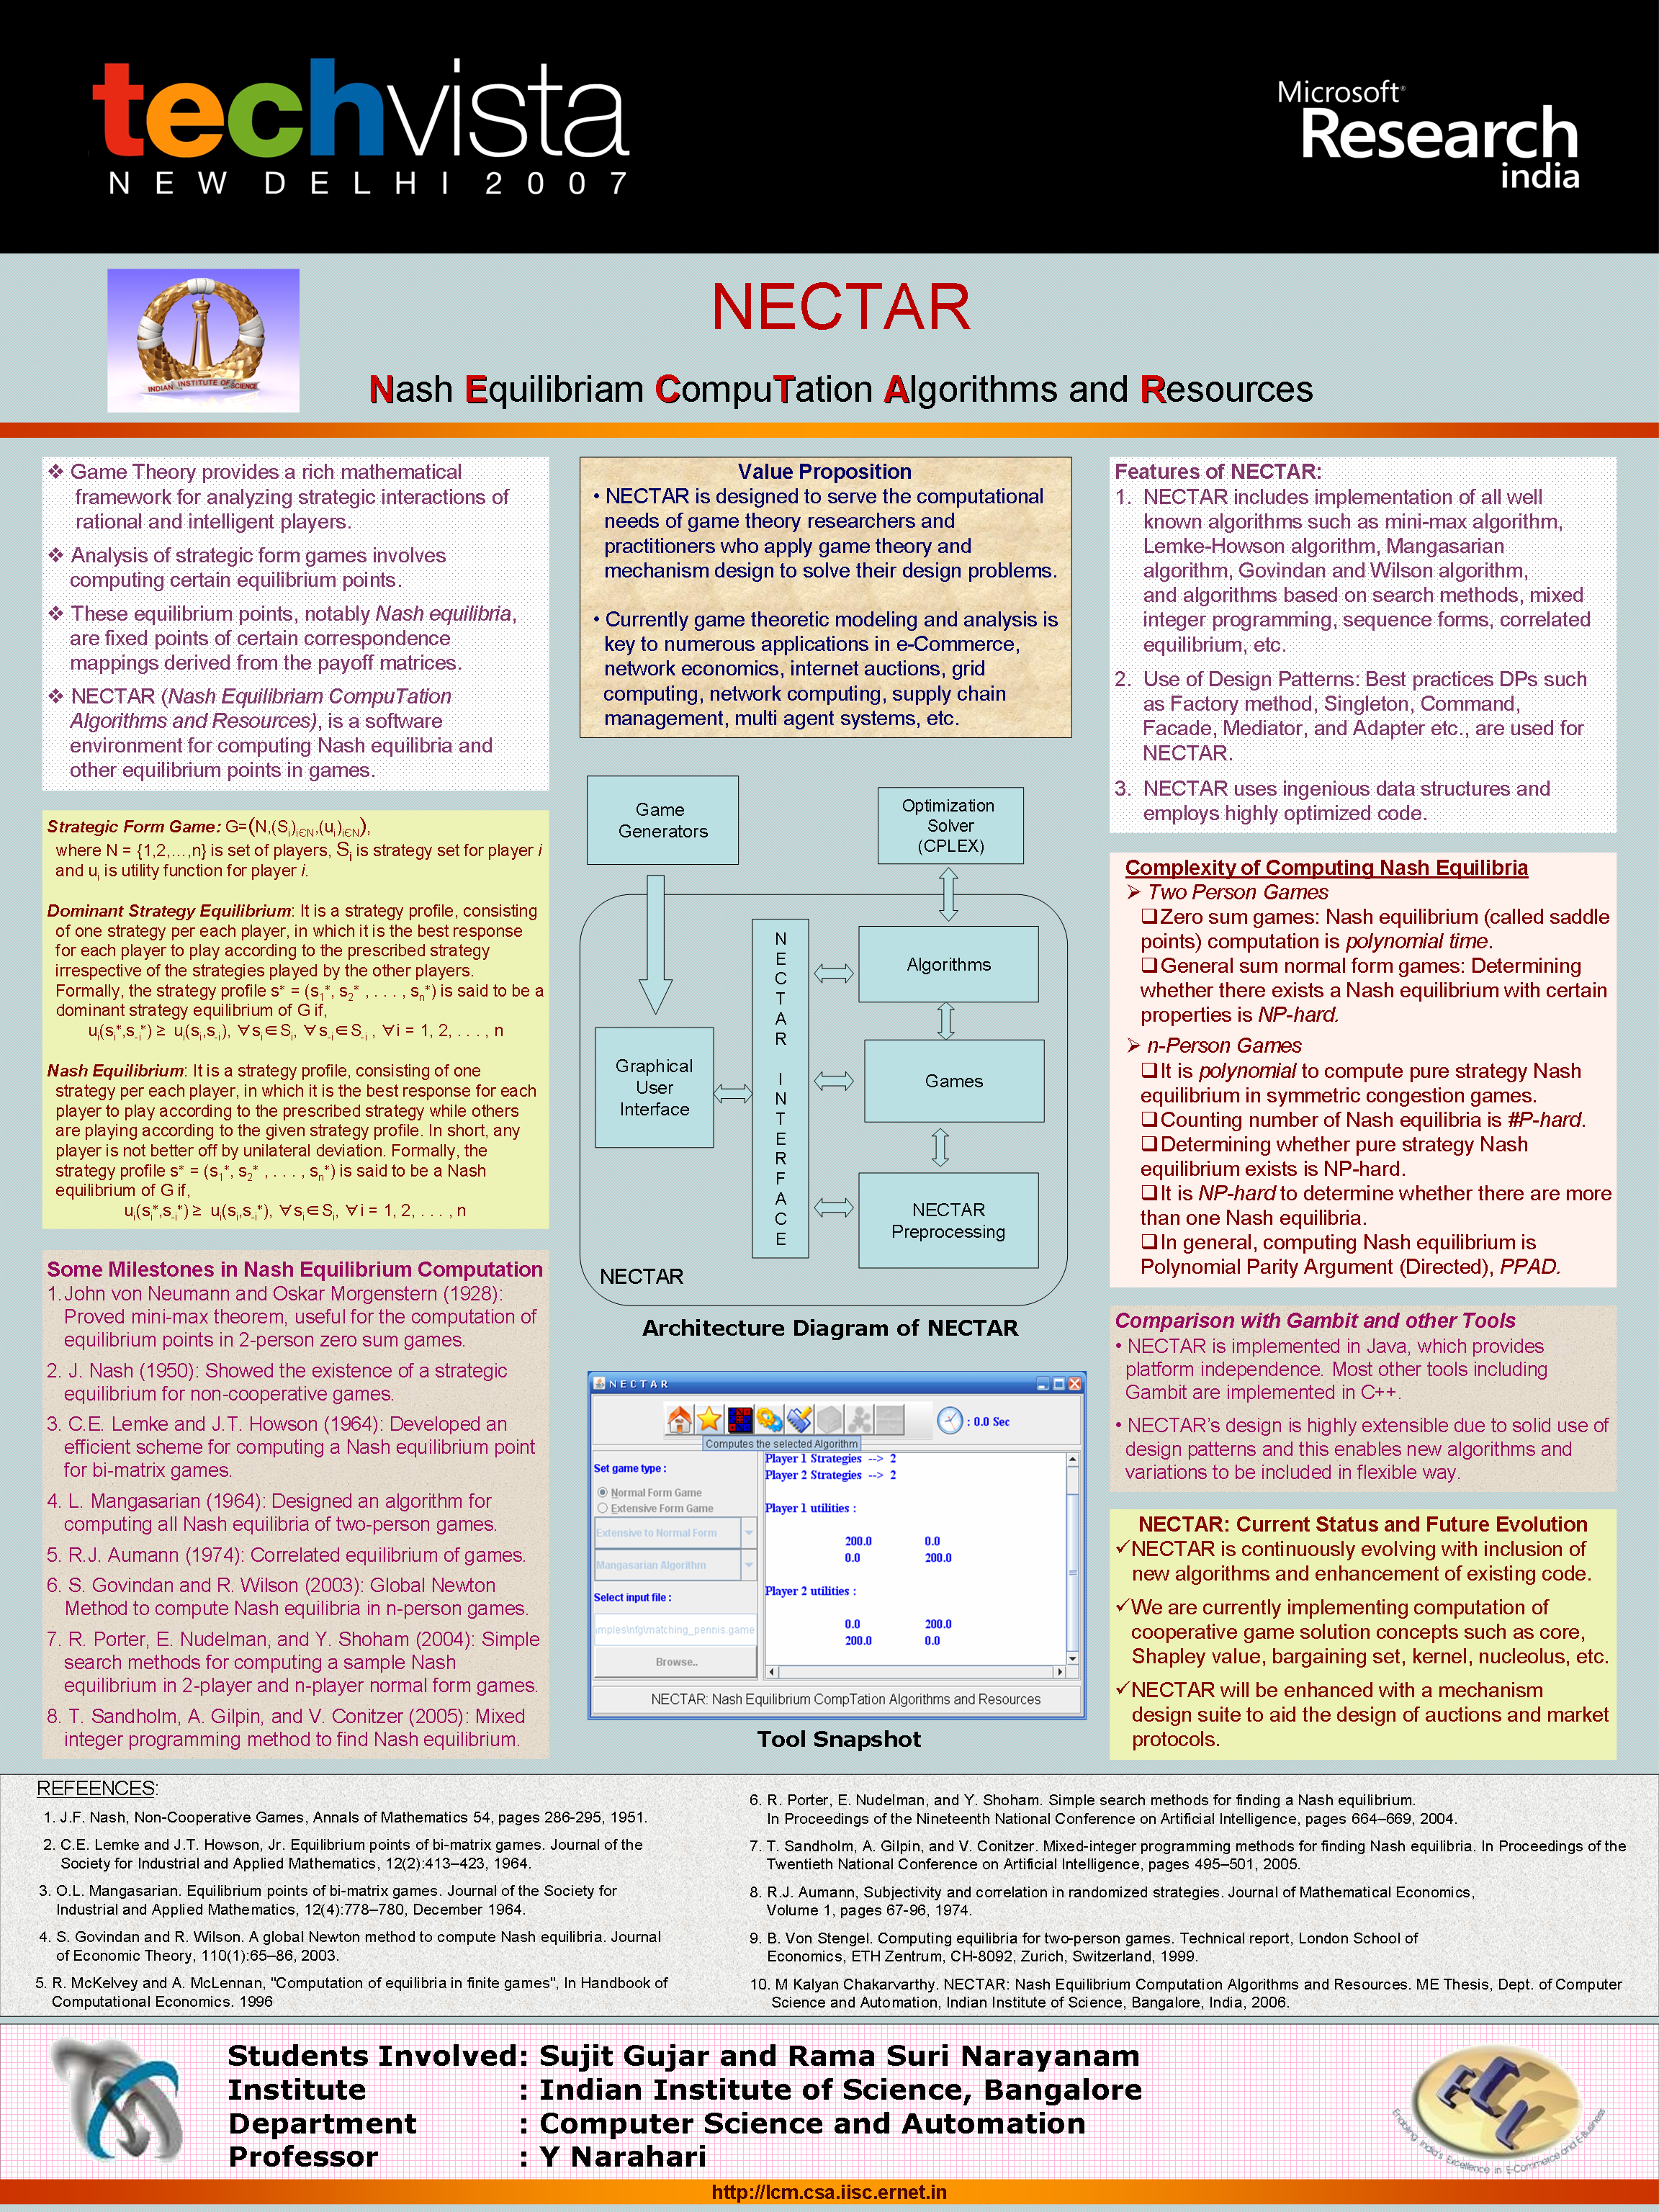 techvista
NEW DELHI 2007
Microsoft®
Research
india
INDIAN INSTITUTE OF SCIENCE
NECTAR
Nash Equilibriam CompuTation Algorithms and Resources
❖ Game Theory provides a rich mathematical
framework for analyzing strategic interactions of
rational and intelligent players.
❖ Analysis of strategic form games involves
computing certain equilibrium points.
❖ These equilibrium points, notably Nash equilibria,
are fixed points of certain correspondence
mappings derived from the payoff matrices.
❖ NECTAR (Nash Equilibriam CompuTation
Algorithms and Resources), is a software
environment for computing Nash equilibria and
other equilibrium points in games.
Strategic Form Game: G=(N,(Si)iЄN,(ui)iЄN),
where N = {1,2,...,n} is set of players, Si is strategy set for player i
and ui is utility function for player i.
Dominant Strategy Equilibrium: It is a strategy profile, consisting
of one strategy per each player, in which it is the best response
for each player to play according to the prescribed strategy
irrespective of the strategies played by the other players.
Formally, the strategy profile s* = (s1*, s2* , . . . , sn*) is said to be a
dominant strategy equilibrium of G if,
ui(si*,s-i*) ≥ ui(si,s-i), ∀si∈Si, ∀s-i∈S-i , ∀i = 1, 2, . . . , n
Nash Equilibrium: It is a strategy profile, consisting of one
strategy per each player, in which it is the best response for each
player to play according to the prescribed strategy while others
are playing according to the given strategy profile. In short, any
player is not better off by unilateral deviation. Formally, the
strategy profile s* = (s1*, s2* , . . . , sn*) is said to be a Nash
equilibrium of G if,
ui(si*,s-i*) ≥ ui(si,s-i*), ∀si∈Si, ∀i = 1, 2, . . . , n
Some Milestones in Nash Equilibrium Computation
1. John von Neumann and Oskar Morgenstern (1928):
Proved mini-max theorem, useful for the computation of
equilibrium points in 2-person zero sum games.
2. J. Nash (1950): Showed the existence of a strategic
equilibrium for non-cooperative games.
3. C.E. Lemke and J.T. Howson (1964): Developed an
efficient scheme for computing a Nash equilibrium point
for bi-matrix games.
4. L. Mangasarian (1964): Designed an algorithm for
computing all Nash equilibria of two-person games.
5. R.J. Aumann (1974): Correlated equilibrium of games.
6. S. Govindan and R. Wilson (2003): Global Newton
Method to compute Nash equilibria in n-person games.
7. R. Porter, E. Nudelman, and Y. Shoham (2004): Simple
search methods for computing a sample Nash
equilibrium in 2-player and n-player normal form games.
8. T. Sandholm, A. Gilpin, and V. Conitzer (2005): Mixed
integer programming method to find Nash equilibrium.
Value Proposition
• NECTAR is designed to serve the computational
needs of game theory researchers and
practitioners who apply game theory and
mechanism design to solve their design problems.
• Currently game theoretic modeling and analysis is
key to numerous applications in e-Commerce,
network economics, internet auctions, grid
computing, network computing, supply chain
management, multi agent systems, etc.
Game
Generators
Optimization
Solver
(CPLEX)
NECTAR INTERFACE
Algorithms
Graphical
User
Interface
Games
NECTAR
Preprocessing
NECTAR
Architecture Diagram of NECTAR
NECTAR
: 0.0 Sec
Computes the selected Algorithm
Set game type :
Normal Form Game
Extensive Form Game
Extensive to Normal Form
Mangasarian Algorithm
Select input file :
mples\nfg\matching_pennis.game
Browse..
Player 1 Strategies --> 2
Player 2 Strategies --> 2
Player 1 utilities :
200.0 0.0
0.0 200.0
Player 2 utilities :
0.0 200.0
200.0 0.0
NECTAR: Nash Equilibrium CompTation Algorithms and Resources
Tool Snapshot
Features of NECTAR:
1. NECTAR includes implementation of all well
known algorithms such as mini-max algorithm,
Lemke-Howson algorithm, Mangasarian
algorithm, Govindan and Wilson algorithm,
and algorithms based on search methods, mixed
integer programming, sequence forms, correlated
equilibrium, etc.
2. Use of Design Patterns: Best practices DPs such
as Factory method, Singleton, Command,
Facade, Mediator, and Adapter etc., are used for
NECTAR.
3. NECTAR uses ingenious data structures and
employs highly optimized code.
Complexity of Computing Nash Equilibria
➢ Two Person Games
❑Zero sum games: Nash equilibrium (called saddle
points) computation is polynomial time.
❑General sum normal form games: Determining
whether there exists a Nash equilibrium with certain
properties is NP-hard.
➢ n-Person Games
❑It is polynomial to compute pure strategy Nash
equilibrium in symmetric congestion games.
❑Counting number of Nash equilibria is #P-hard.
❑Determining whether pure strategy Nash
equilibrium exists is NP-hard.
❑It is NP-hard to determine whether there are more
than one Nash equilibria.
❑In general, computing Nash equilibrium is
Polynomial Parity Argument (Directed), PPAD.
Comparison with Gambit and other Tools
• NECTAR is implemented in Java, which provides
platform independence. Most other tools including
Gambit are implemented in C++.
• NECTAR's design is highly extensible due to solid use of
design patterns and this enables new algorithms and
variations to be included in flexible way.
NECTAR: Current Status and Future Evolution
✓NECTAR is continuously evolving with inclusion of
new algorithms and enhancement of existing code.
✓We are currently implementing computation of
cooperative game solution concepts such as core,
Shapley value, bargaining set, kernel, nucleolus, etc.
✓NECTAR will be enhanced with a mechanism
design suite to aid the design of auctions and market
protocols.
REFEENCES:
1. J.F. Nash, Non-Cooperative Games, Annals of Mathematics 54, pages 286-295, 1951.
2. C.E. Lemke and J.T. Howson, Jr. Equilibrium points of bi-matrix games. Journal of the
Society for Industrial and Applied Mathematics, 12(2):413–423, 1964.
3. O.L. Mangasarian. Equilibrium points of bi-matrix games. Journal of the Society for
Industrial and Applied Mathematics, 12(4):778–780, December 1964.
4. S. Govindan and R. Wilson. A global Newton method to compute Nash equilibria. Journal
of Economic Theory, 110(1):65–86, 2003.
5. R. McKelvey and A. McLennan, "Computation of equilibria in finite games", In Handbook of
Computational Economics. 1996
6. R. Porter, E. Nudelman, and Y. Shoham. Simple search methods for finding a Nash equilibrium.
In Proceedings of the Nineteenth National Conference on Artificial Intelligence, pages 664–669, 2004.
7. T. Sandholm, A. Gilpin, and V. Conitzer. Mixed-integer programming methods for finding Nash equilibria. In Proceedings of the
Twentieth National Conference on Artificial Intelligence, pages 495–501, 2005.
8. R.J. Aumann, Subjectivity and correlation in randomized strategies. Journal of Mathematical Economics,
Volume 1, pages 67-96, 1974.
9. B. Von Stengel. Computing equilibria for two-person games. Technical report, London School of
Economics, ETH Zentrum, CH-8092, Zurich, Switzerland, 1999.
10. M Kalyan Chakarvarthy. NECTAR: Nash Equilibrium Computation Algorithms and Resources. ME Thesis, Dept. of Computer
Science and Automation, Indian Institute of Science, Bangalore, India, 2006.
Students Involved: Sujit Gujar and Rama Suri Narayanam
Institute : Indian Institute of Science, Bangalore
Department : Computer Science and Automation
Professor : Y Narahari
ECL
Enabling India's Excellence in E-Commerce and E-Business
http://lcm.csa.iisc.ernet.in